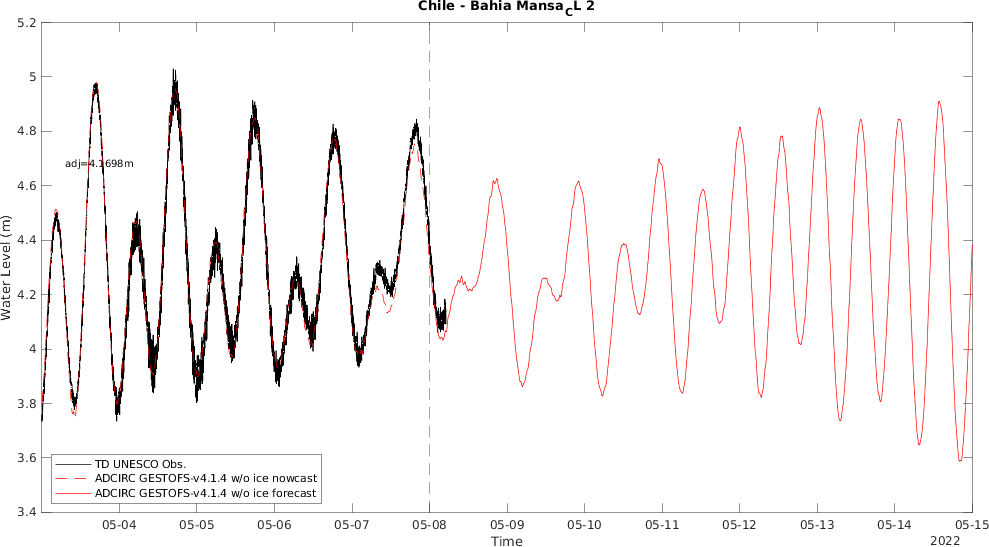 Chile - Bahia MansaCL 2
5.2
5
4.8
4.6
4.4
4.2
4
3.8
3.6
3.4
Water Level (m)
adj=4.1698m
TD UNESCO Obs.
ADCIRC GESTOFS-v4.1.4 w/o ice nowcast
ADCIRC GESTOFS-v4.1.4 w/o ice forecast
05-04 05-05 05-06 05-07 05-08 05-09 05-10 05-11 05-12 05-13 05-14 05-15
Time
2022